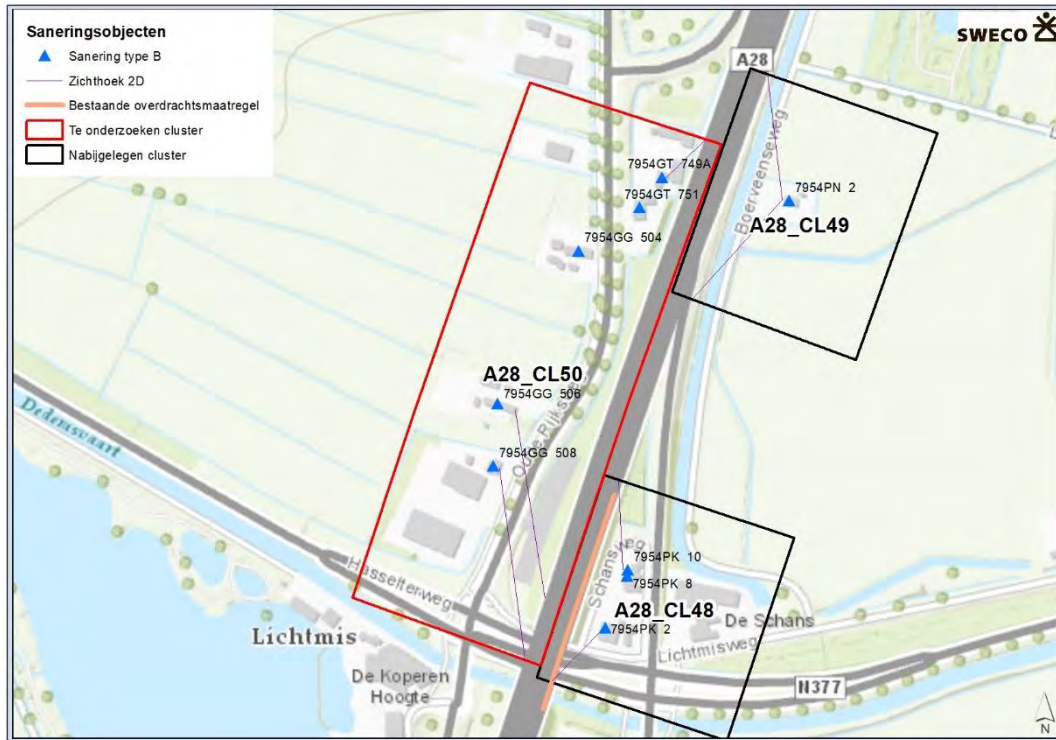 Saneringsobjecten
Sanering type B
Zichthoek 2D
Bestaande overdrachtsmaatregel
Te onderzoeken cluster
Nabijgelegen cluster
SWECO
A28
Boerveenseweg
7954GT 749A
7954GT 751
7954PN 2
A28_CL49
7954GG 504
A28_CL50
7954GG 506
Oude Rijksweg
7954GG 508
Dedemsvaart
Hasselterweg
Schansweg
7954PK 10
7954PK 8
A28_CL48
De Schans
7954PK 2
Lichtmis
Lichtmisweg
De Koperen
Hoogte
N377
N